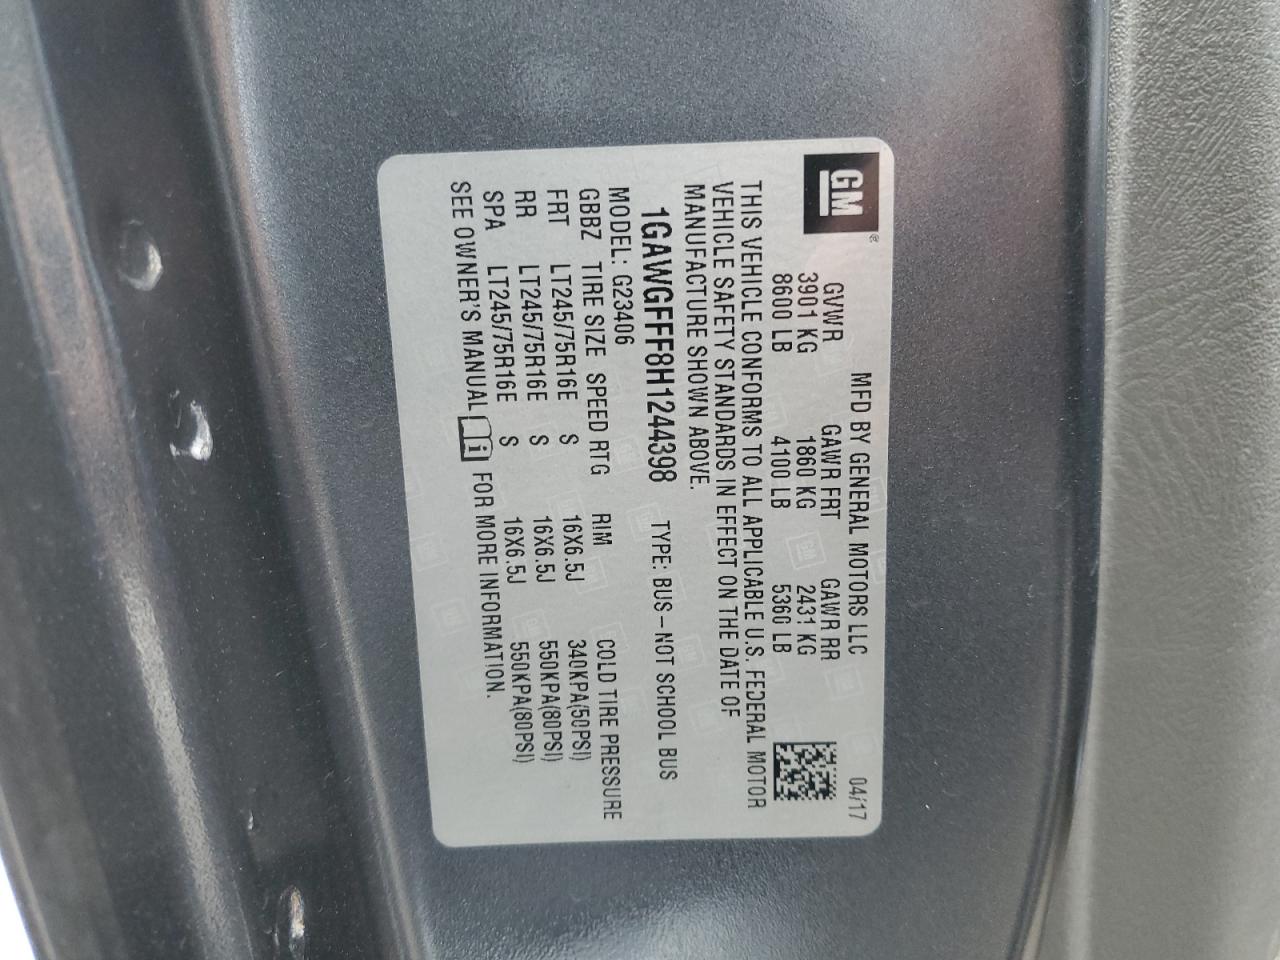 GM®
MFD BY GENERAL MOTORS LLC 04/17
GVWR GAWR FRT GAWR RR
3901 KG 1860 KG 2431 KG
8600 LB 4100 LB 5360 LB
THIS VEHICLE CONFORMS TO ALL APPLICABLE U.S. FEDERAL MOTOR
VEHICLE SAFETY STANDARDS IN EFFECT ON THE DATE OF
MANUFACTURE SHOWN ABOVE.
1GAWGFFF8H1244398 TYPE: BUS – NOT SCHOOL BUS
MODEL: G23406
GBBZ TIRE SIZE SPEED RTG RIM COLD TIRE PRESSURE
FRT LT245/75R16E S 16X6.5J 340KPA(50PSI)
RR LT245/75R16E S 16X6.5J 550KPA(80PSI)
SPA LT245/75R16E S 16X6.5J 550KPA(80PSI)
SEE OWNER'S MANUAL i FOR MORE INFORMATION.